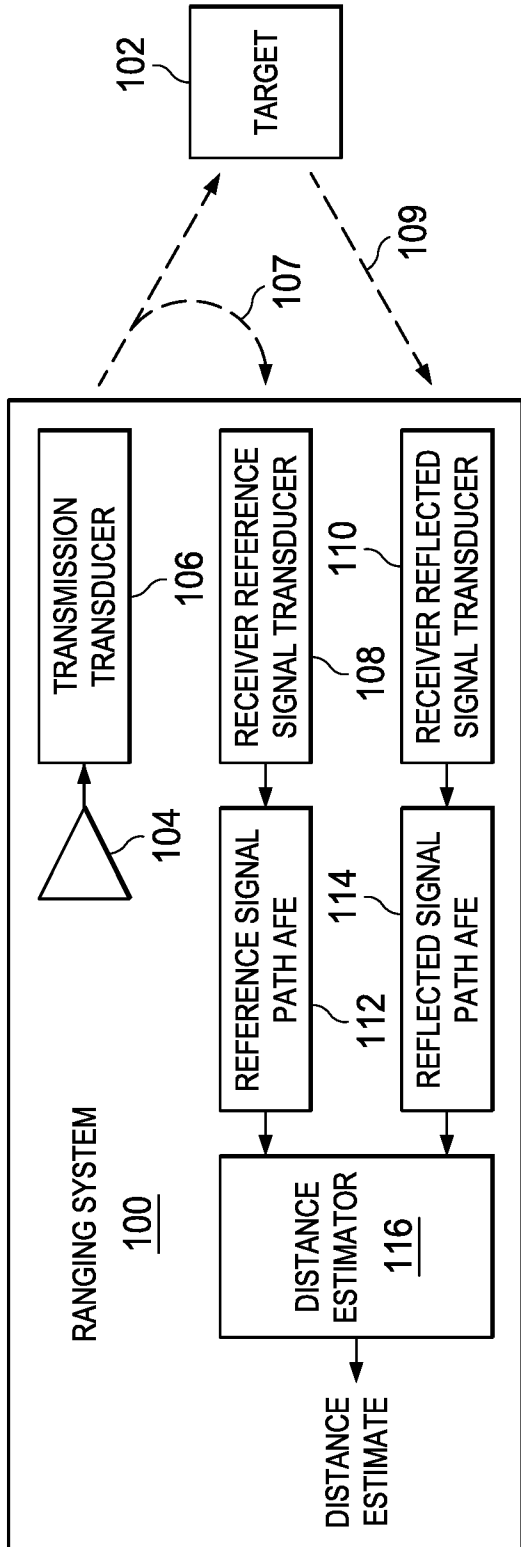 RANGING SYSTEM
100
104
TRANSMISSION
TRANSDUCER
106
TARGET
102
107
109
RECEIVER REFERENCE
SIGNAL TRANSDUCER
108
REFERENCE SIGNAL
PATH AFE
112
RECEIVER REFLECTED
SIGNAL TRANSDUCER
110
REFLECTED SIGNAL
PATH AFE
114
DISTANCE
ESTIMATOR
116
DISTANCE
ESTIMATE